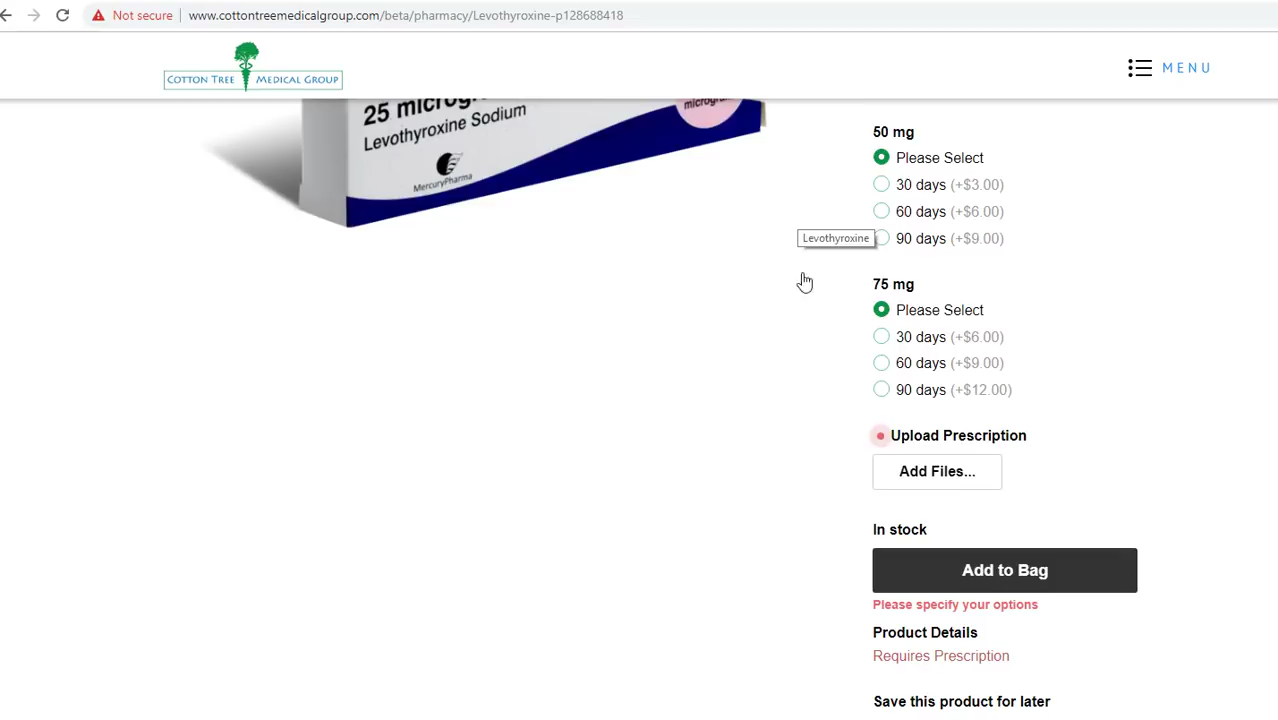 Not secure
www.cottontreemedicalgroup.com/beta/pharmacy/Levothyroxine-p128688418
COTTON TREE MEDICAL GROUP
MENU
25
Levothyroxine Sodium
MercuryPharma
50 mg
Please Select
30 days (+$3.00)
60 days (+$6.00)
Levothyroxine
90 days (+$9.00)
75 mg
Please Select
30 days (+$6.00)
60 days (+$9.00)
90 days (+$12.00)
Upload Prescription
Add Files...
In stock
Add to Bag
Please specify your options
Product Details
Requires Prescription
Save this product for later